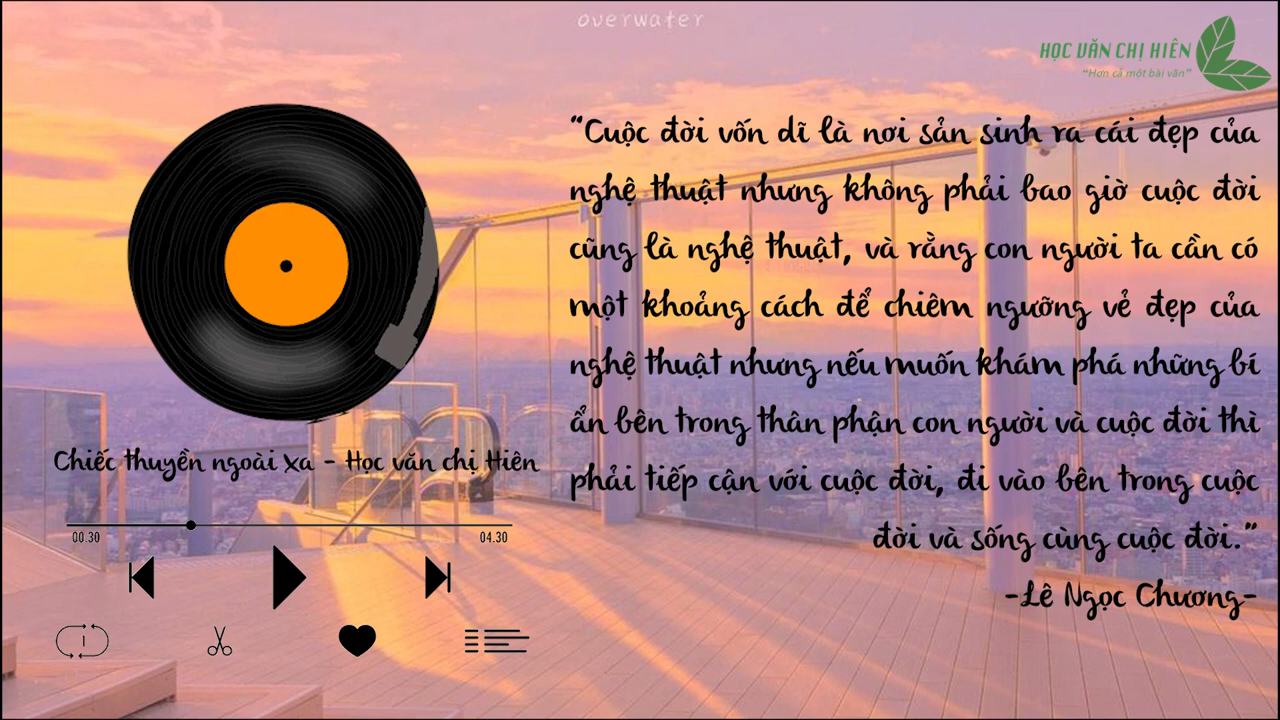 overwater
HỌC VĂN CHỊ HIÊN
“Hơn cả một bài văn”
“Cuộc đời vốn dĩ là nơi sản sinh ra cái đẹp của
nghệ thuật nhưng không phải bao giờ cuộc đời
cũng là nghệ thuật, và rằng con người ta cần có
một khoảng cách để chiêm ngưỡng vẻ đẹp của
nghệ thuật nhưng nếu muốn khám phá những bí
ẩn bên trong thân phận con người và cuộc đời thì
phải tiếp cận với cuộc đời, đi vào bên trong cuộc
đời và sống cùng cuộc đời.”
-Lê Ngọc Chương-
Chiếc thuyền ngoài xa - Học văn chị Hiên
00.30
04.30
1